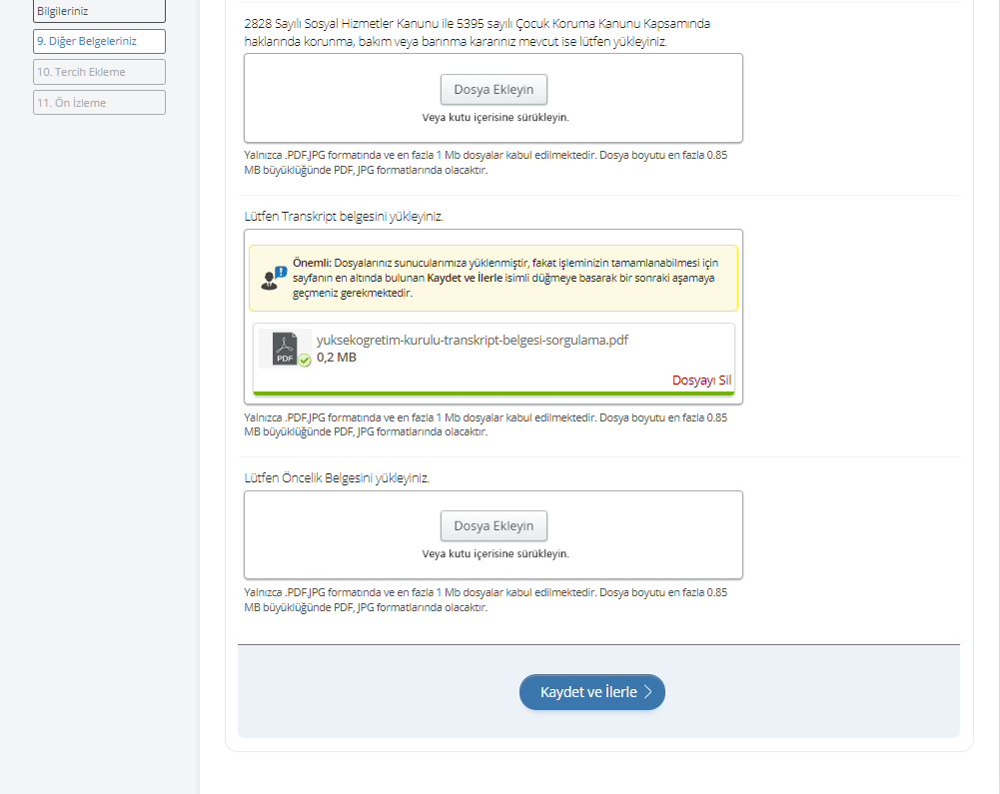 Bilgileriniz
9. Diğer Belgeleriniz
10. Tercih Ekleme
11. Ön İzleme
2828 Sayılı Sosyal Hizmetler Kanunu ile 5395 sayılı Çocuk Koruma Kanunu Kapsamında
haklarında korunma, bakım veya barınma kararınız mevcut ise lütfen yükleyiniz.
Dosya Ekleyin
Veya kutu içerisine sürükleyin.
Yalnızca .PDF,JPG formatında ve en fazla 1 Mb dosyalar kabul edilmektedir. Dosya boyutu en fazla 0.85
MB büyüklüğünde PDF, JPG formatlarında olacaktır.
Lütfen Transkript belgesini yükleyiniz.
Önemli: Dosyalarınız sunucularımıza yüklenmiştir, fakat işleminizin tamamlanabilmesi için
sayfanın en altında bulunan Kaydet ve İlerle isimli düğmeye basarak bir sonraki aşamaya
geçmeniz gerekmektedir.
PDF
yuksekogretim-kurulu-transkript-belgesi-sorgulama.pdf
0,2 MB
Dosyayı Sil
Yalnızca .PDF,JPG formatında ve en fazla 1 Mb dosyalar kabul edilmektedir. Dosya boyutu en fazla 0.85
MB büyüklüğünde PDF, JPG formatlarında olacaktır.
Lütfen Öncelik Belgesini yükleyiniz.
Dosya Ekleyin
Veya kutu içerisine sürükleyin.
Yalnızca .PDF,JPG formatında ve en fazla 1 Mb dosyalar kabul edilmektedir. Dosya boyutu en fazla 0.85
MB büyüklüğünde PDF, JPG formatlarında olacaktır.
Kaydet ve İlerle